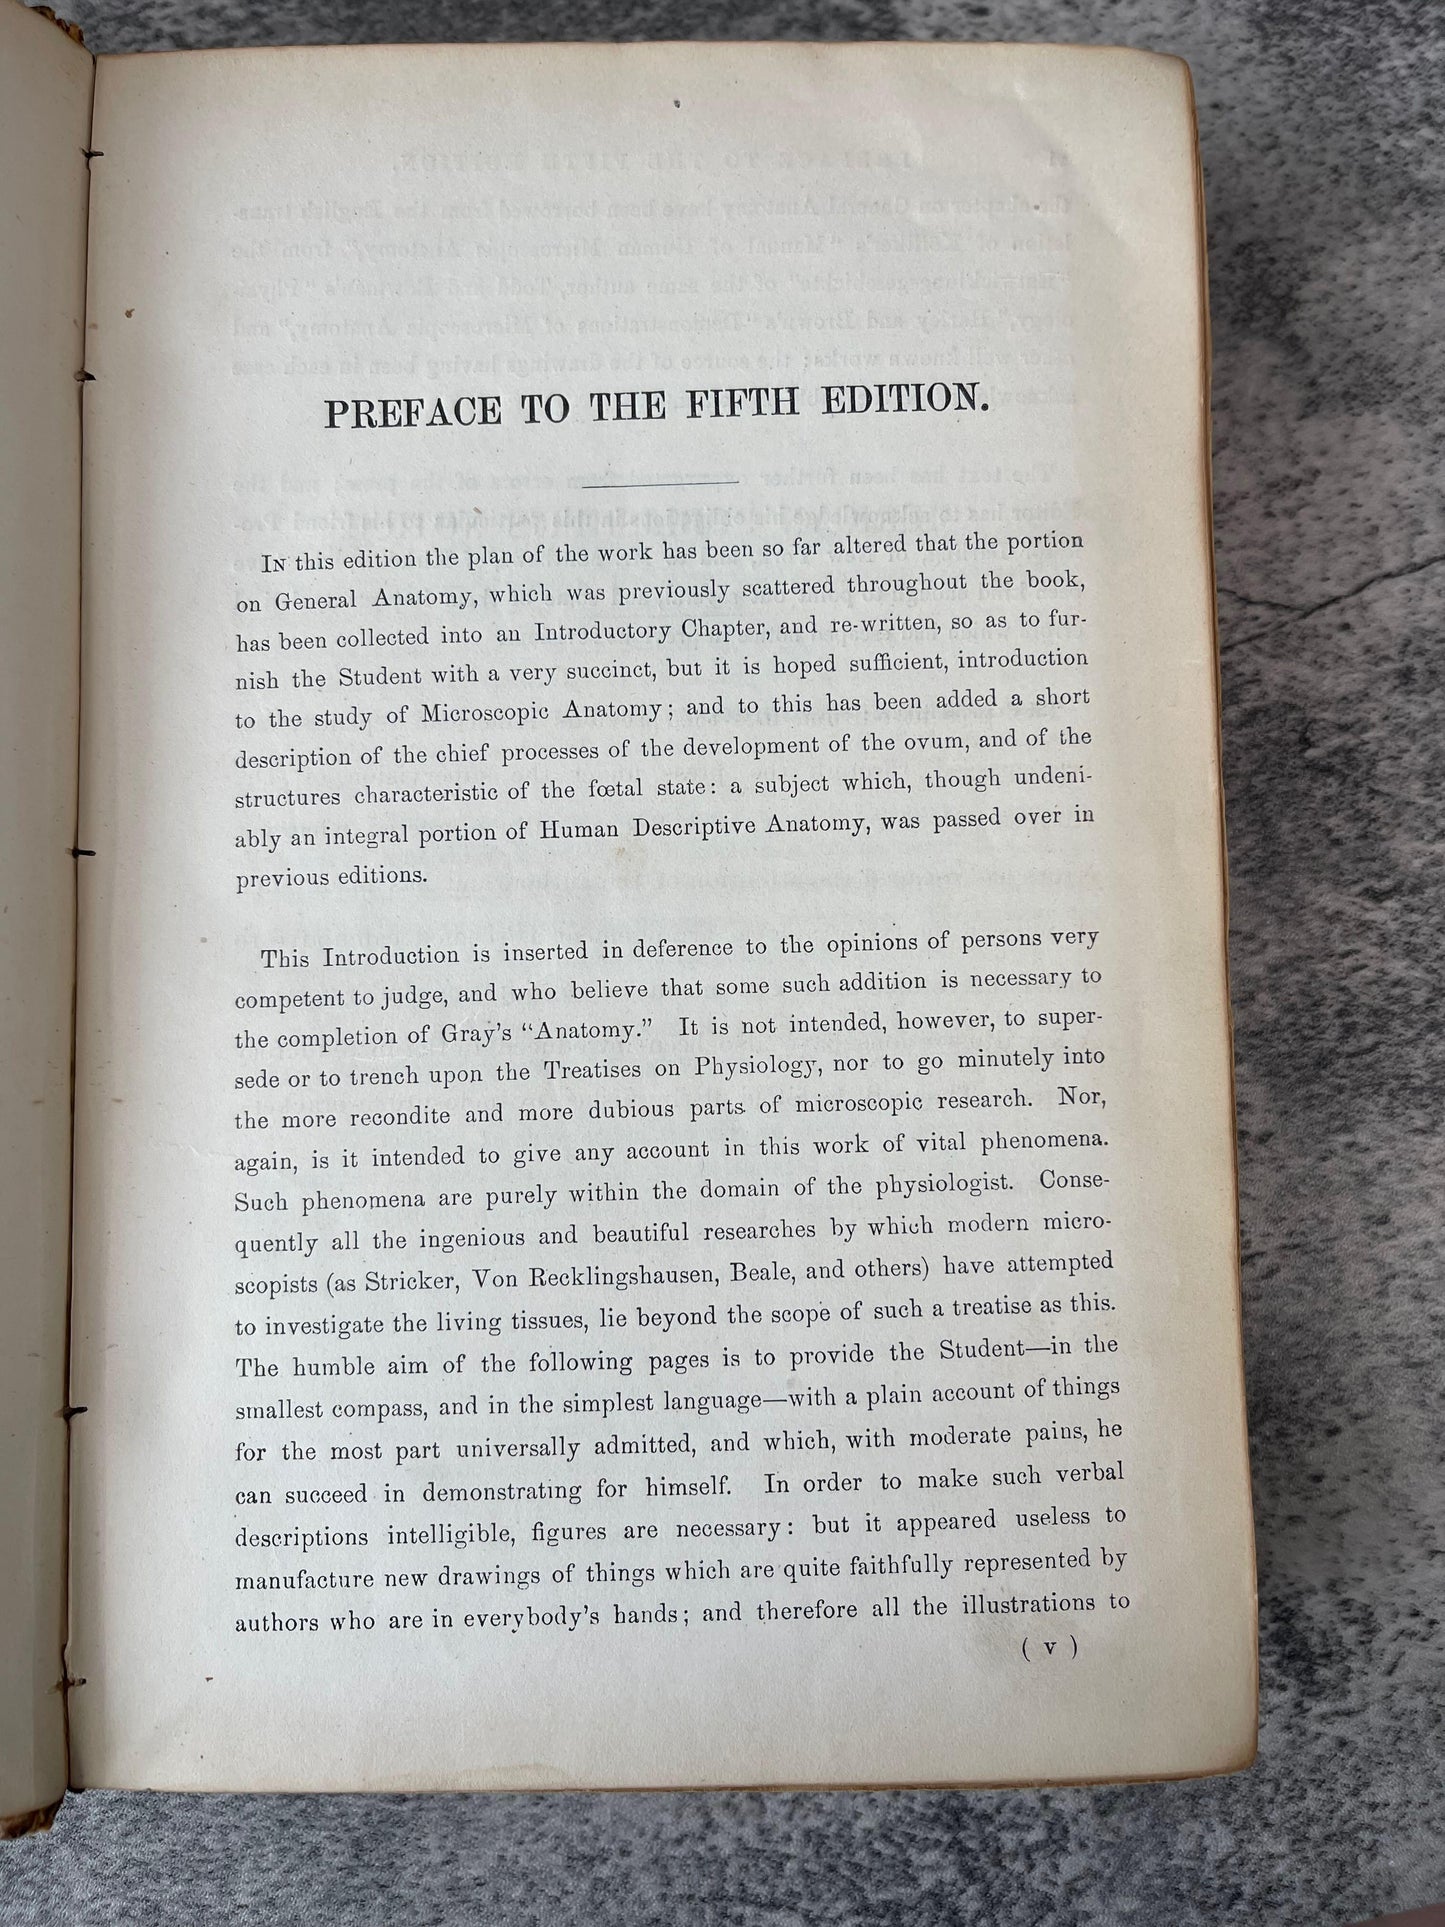 PREFACE TO THE FIFTH EDITION.
IN this edition the plan of the work has been so far altered that the portion
on General Anatomy, which was previously scattered throughout the book,
has been collected into an Introductory Chapter, and re-written, so as to fur-
nish the Student with a very succinct, but it is hoped sufficient, introduction
to the study of Microscopic Anatomy; and to this has been added a short
description of the chief processes of the development of the ovum, and of the
structures characteristic of the fœtal state: a subject which, though undeni-
ably an integral portion of Human Descriptive Anatomy, was passed over in
previous editions.
This Introduction is inserted in deference to the opinions of persons very
competent to judge, and who believe that some such addition is necessary to
the completion of Gray's “Anatomy.” It is not intended, however, to super-
sede or to trench upon the Treatises on Physiology, nor to go minutely into
the more recondite and more dubious parts of microscopic research. Nor,
again, is it intended to give any account in this work of vital phenomena.
Such phenomena are purely within the domain of the physiologist. Conse-
quently all the ingenious and beautiful researches by which modern micro-
scopists (as Stricker, Von Recklingshausen, Beale, and others) have attempted
to investigate the living tissues, lie beyond the scope of such a treatise as this.
The humble aim of the following pages is to provide the Student—in the
smallest compass, and in the simplest language—with a plain account of things
for the most part universally admitted, and which, with moderate pains, he
can succeed in demonstrating for himself. In order to make such verbal
descriptions intelligible, figures are necessary: but it appeared useless to
manufacture new drawings of things which are quite faithfully represented by
authors who are in everybody's hands; and therefore all the illustrations to
( v )